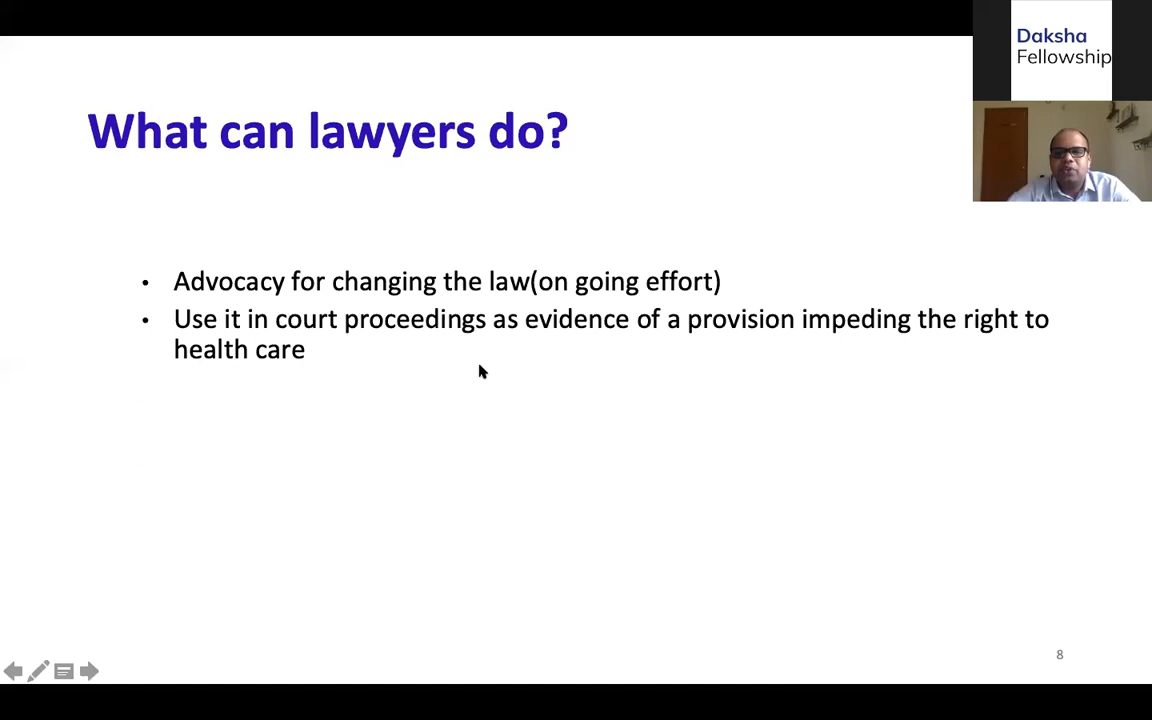 Daksha
Fellowship
What can lawyers do?
• Advocacy for changing the law(on going effort)
• Use it in court proceedings as evidence of a provision impeding the right to
health care
8